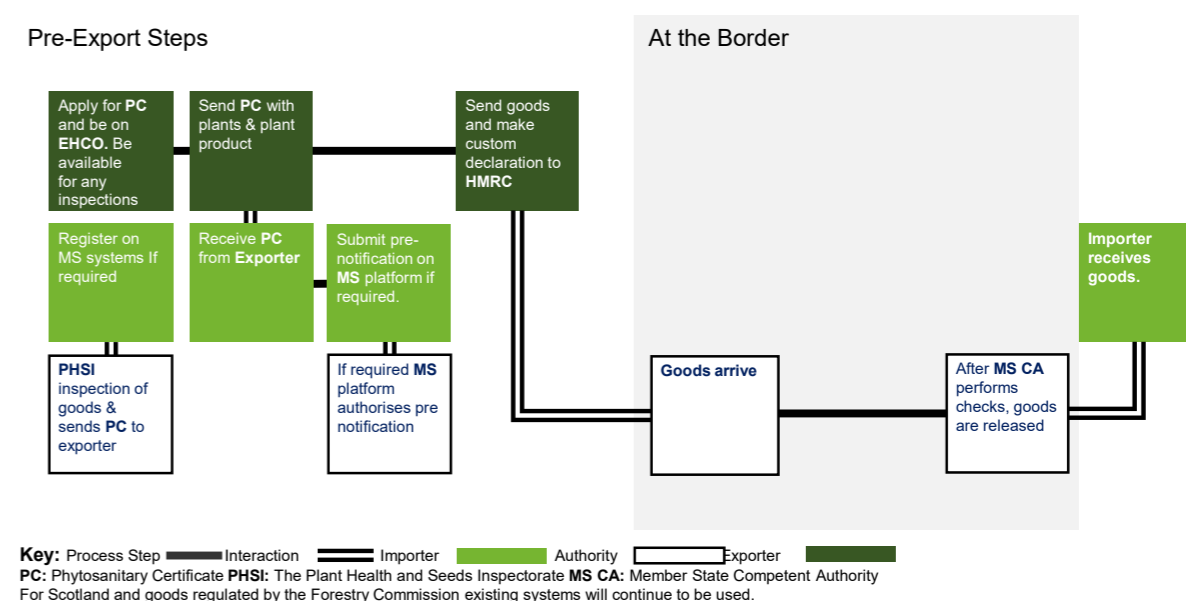 Pre-Export Steps
At the Border
Apply for PC
and be on
EHCO. Be
available
for any
inspections
Send PC with
plants & plant
product
Send goods
and make
custom
declaration to
HMRC
Register on
MS systems If
required
Receive PC
from Exporter
Submit pre-
notification on
MS platform if
required.
Importer
receives
goods.
PHSI
inspection of
goods &
sends PC to
exporter
If required MS
platform
authorises pre
notification
Goods arrive
After MS CA
performs
checks, goods
are released
Key: Process Step Interaction Importer Authority Exporter
PC: Phytosanitary Certificate PHSI: The Plant Health and Seeds Inspectorate MS CA: Member State Competent Authority
For Scotland and goods regulated by the Forestry Commission existing systems will continue to be used.